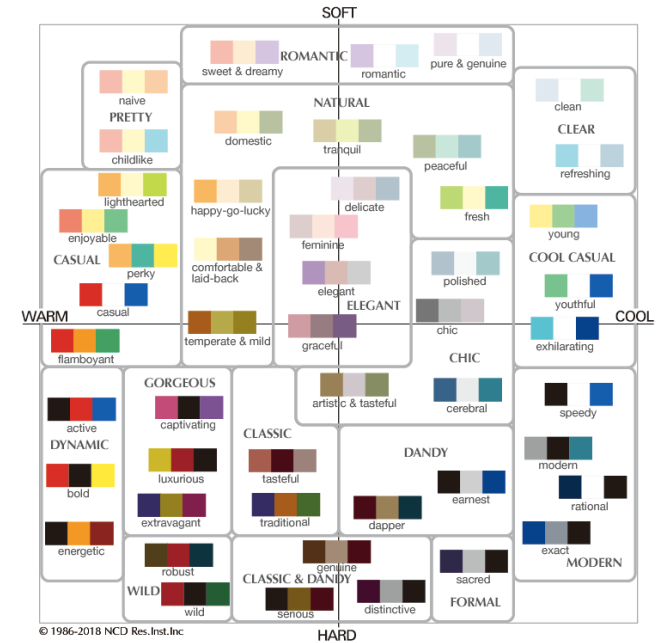 SOFT
ROMANTIC
sweet & dreamy
romantic
pure & genuine
naive
PRETTY
childlike
NATURAL
domestic
tranquil
peaceful
clean
CLEAR
refreshing
lighthearted
enjoyable
CASUAL
perky
casual
happy-go-lucky
delicate
fresh
feminine
comfortable &
laid-back
elegant
ELEGANT
polished
young
COOL CASUAL
youthful
WARM
COOL
temperate & mild
graceful
chic
exhilarating
flamboyant
CHIC
GORGEOUS
artistic & tasteful
cerebral
active
captivating
speedy
DYNAMIC
CLASSIC
DANDY
modern
bold
luxurious
tasteful
earnest
rational
extravagant
traditional
dapper
energetic
exact
MODERN
robust
genuine
WILD
CLASSIC & DANDY
sacred
wild
serious
distinctive
FORMAL
© 1986-2018 NCD Res.Inst.Inc
HARD